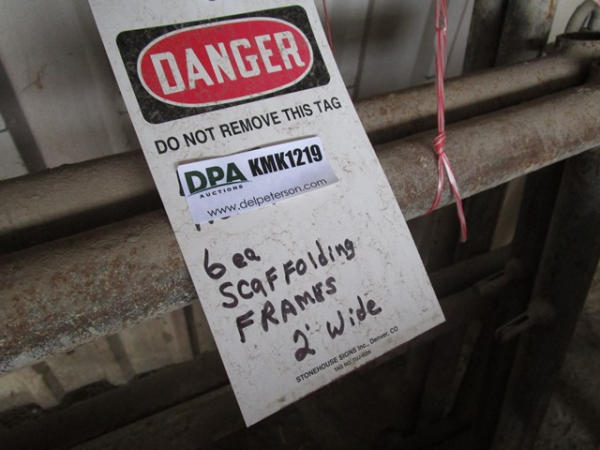 DANGER
DO NOT REMOVE THIS TAG
DPA KMK1219
AUCTIONS
www.delpeterson.com
6 ea
SCAFFOlding
FRAMES
2' Wide
STONEHOUSE SIGNS Inc., Denver, CO